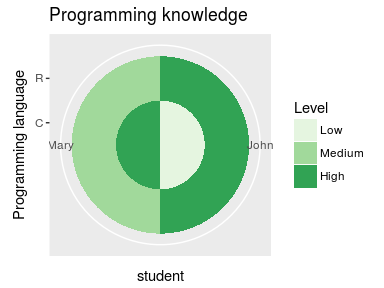 Programming knowledge
Programming language
R
C
Mary
John
student
Level
Low
Medium
High